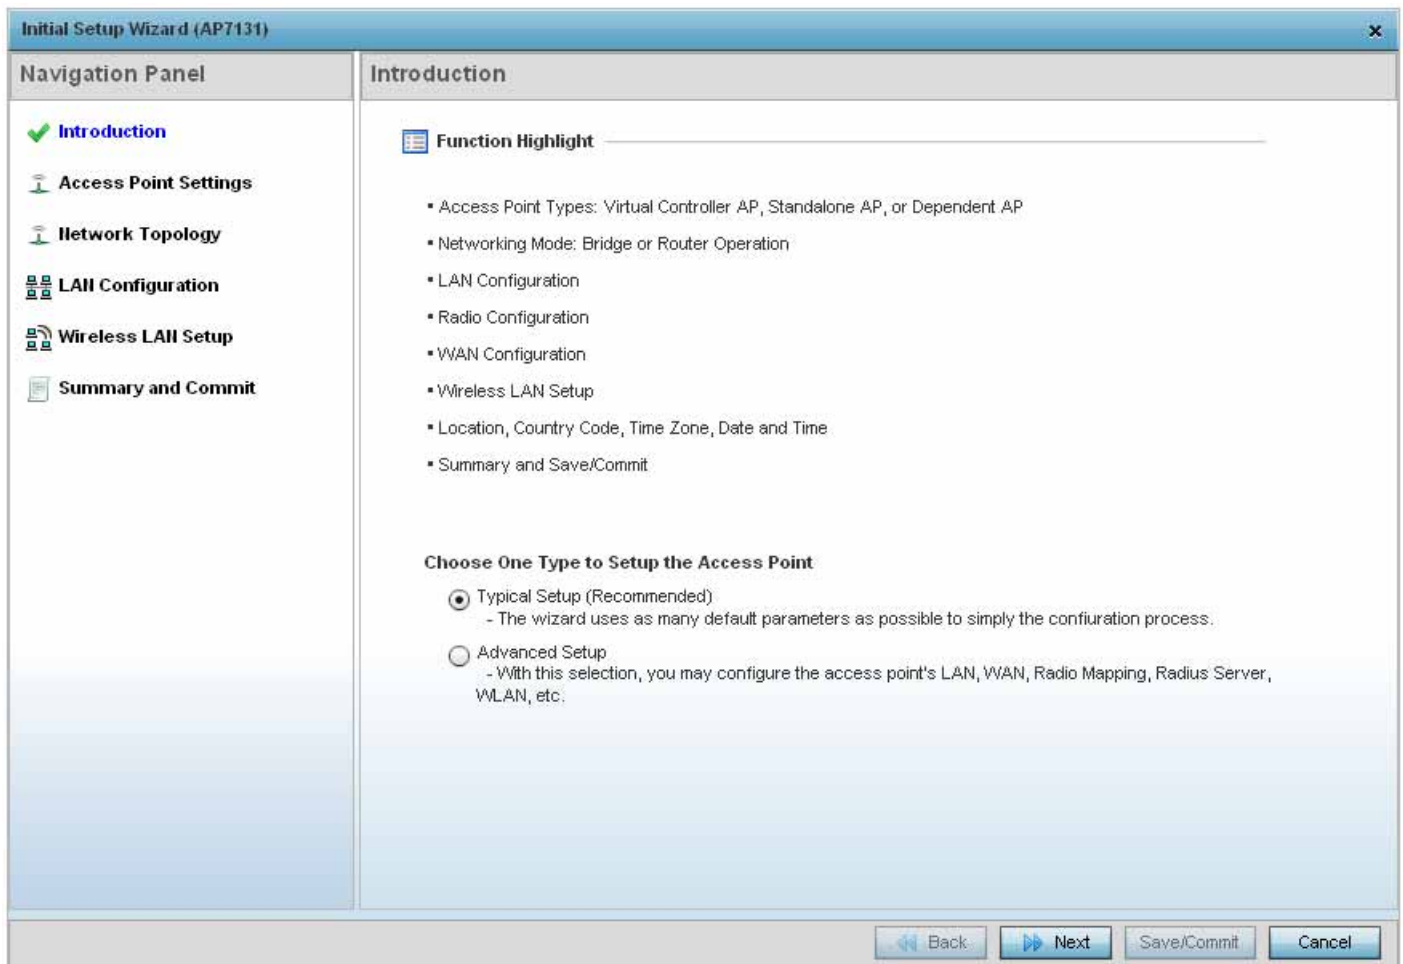 Initial Setup Wizard (AP7131)
Navigation Panel
Introduction
Access Point Settings
Network Topology
LAN Configuration
Wireless LAN Setup
Summary and Commit
Introduction
Function Highlight
▪ Access Point Types: Virtual Controller AP, Standalone AP, or Dependent AP
▪ Networking Mode: Bridge or Router Operation
▪ LAN Configuration
▪ Radio Configuration
▪ WAN Configuration
▪ Wireless LAN Setup
▪ Location, Country Code, Time Zone, Date and Time
▪ Summary and Save/Commit
Choose One Type to Setup the Access Point
Typical Setup (Recommended)
- The wizard uses as many default parameters as possible to simply the confiuration process.
Advanced Setup
- With this selection, you may configure the access point's LAN, WAN, Radio Mapping, Radius Server,
WLAN, etc.
Back
Next
Save/Commit
Cancel